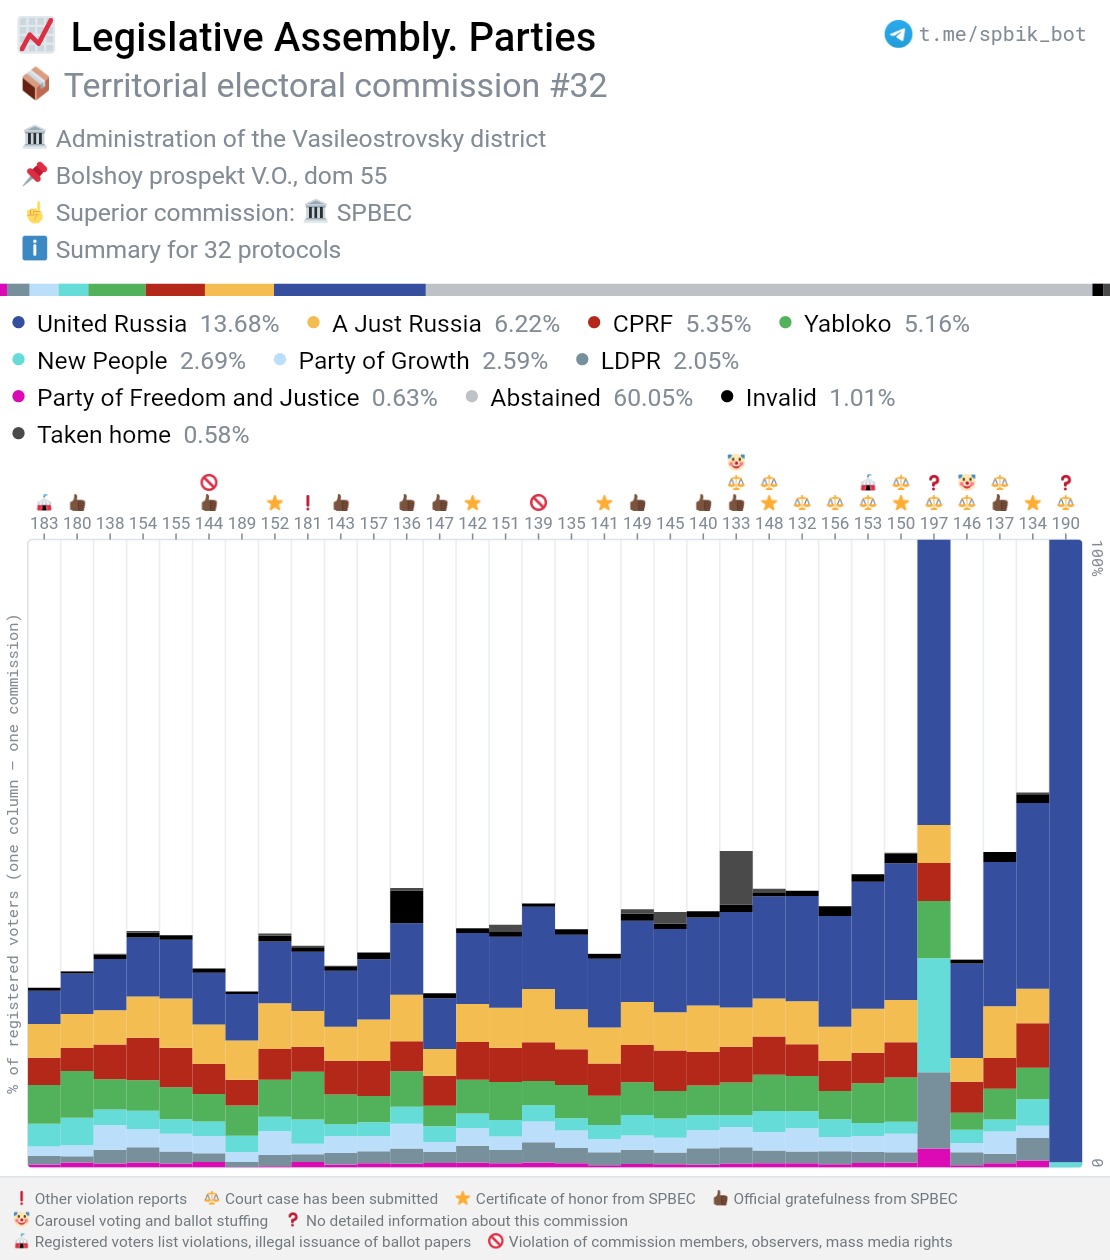 Legislative Assembly. Parties
t.me/spbik_bot
Territorial electoral commission #32
Administration of the Vasileostrovsky district
Bolshoy prospekt V.O., dom 55
Superior commission: SPBEC
Summary for 32 protocols
United Russia 13.68% A Just Russia 6.22% CPRF 5.35% Yabloko 5.16%
New People 2.69% Party of Growth 2.59% LDPR 2.05%
Party of Freedom and Justice 0.63% Abstained 60.05% Invalid 1.01%
Taken home 0.58%
183 180 138 154 155 144 189 152 181 143 157 136 147 142 151 139 135 141 149 145 140 133 148 132 156 153 150 197 146 137 134 190
100%
% of registered voters (one column – one commission)
0
Other violation reports Court case has been submitted Certificate of honor from SPBEC Official gratefulness from SPBEC
Carousel voting and ballot stuffing No detailed information about this commission
Registered voters list violations, illegal issuance of ballot papers Violation of commission members, observers, mass media rights